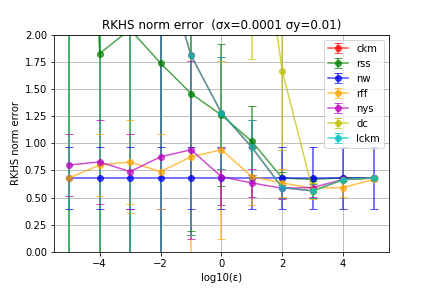 RKHS norm error (σx=0.0001 σy=0.01)
2.00
1.75
1.50
1.25
1.00
0.75
0.50
0.25
0.00
RKHS norm error
−4
−2
0
2
4
log10(ε)
ckm
rss
nw
rff
nys
dc
lckm